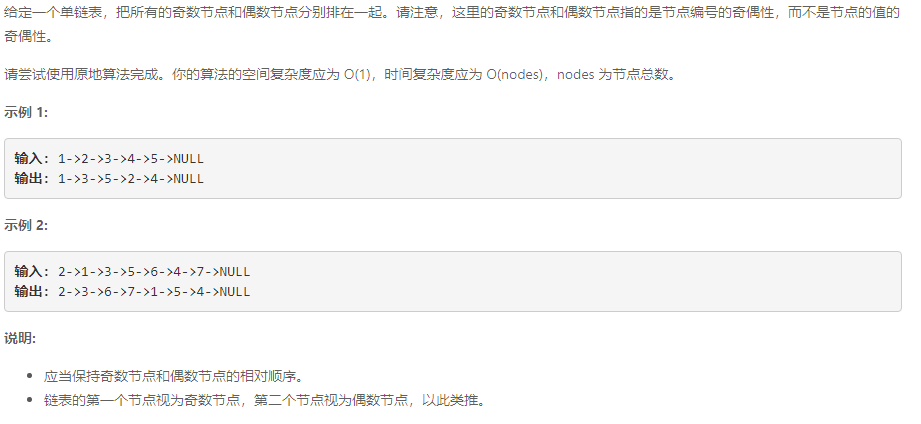 给定一个单链表，把所有的奇数节点和偶数节点分别排在一起。请注意，这里的奇数节点和偶数节点指的是节点编号的奇偶性，而不是节点的值的
奇偶性。
请尝试使用原地算法完成。你的算法的空间复杂度应为 O(1)，时间复杂度应为 O(nodes)，nodes 为节点总数。
示例 1:
输入: 1->2->3->4->5->NULL
输出: 1->3->5->2->4->NULL
示例 2:
输入: 2->1->3->5->6->4->7->NULL
输出: 2->3->6->7->1->5->4->NULL
说明:
• 应当保持奇数节点和偶数节点的相对顺序。
• 链表的第一个节点视为奇数节点，第二个节点视为偶数节点，以此类推。